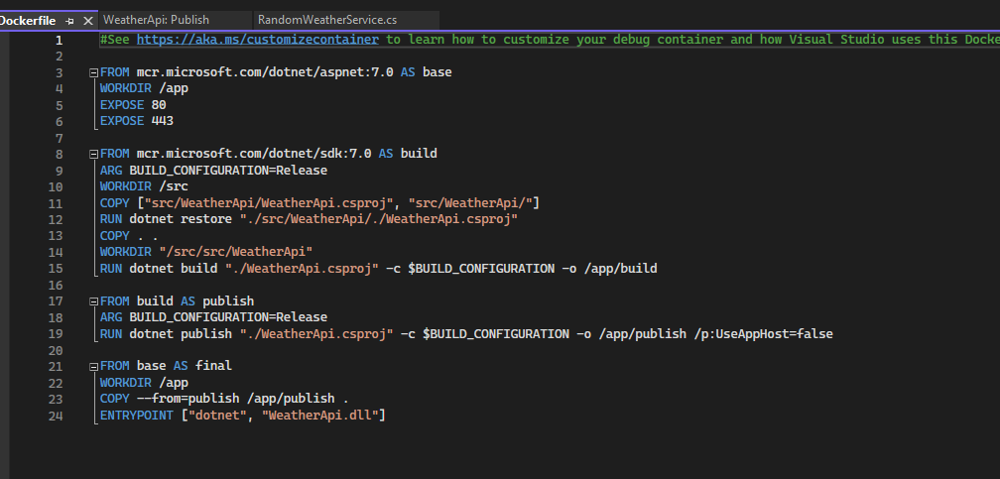 Dockerfile WeatherApi: Publish RandomWeatherService.cs
1 #See https://aka.ms/customizecontainer to learn how to customize your debug container and how Visual Studio uses this Docke
2
3 FROM mcr.microsoft.com/dotnet/aspnet:7.0 AS base
4 WORKDIR /app
5 EXPOSE 80
6 EXPOSE 443
7
8 FROM mcr.microsoft.com/dotnet/sdk:7.0 AS build
9 ARG BUILD_CONFIGURATION=Release
10 WORKDIR /src
11 COPY ["src/WeatherApi/WeatherApi.csproj", "src/WeatherApi/"]
12 RUN dotnet restore "./src/WeatherApi/./WeatherApi.csproj"
13 COPY . .
14 WORKDIR "/src/src/WeatherApi"
15 RUN dotnet build "./WeatherApi.csproj" -c $BUILD_CONFIGURATION -o /app/build
16
17 FROM build AS publish
18 ARG BUILD_CONFIGURATION=Release
19 RUN dotnet publish "./WeatherApi.csproj" -c $BUILD_CONFIGURATION -o /app/publish /p:UseAppHost=false
20
21 FROM base AS final
22 WORKDIR /app
23 COPY --from=publish /app/publish .
24 ENTRYPOINT ["dotnet", "WeatherApi.dll"]